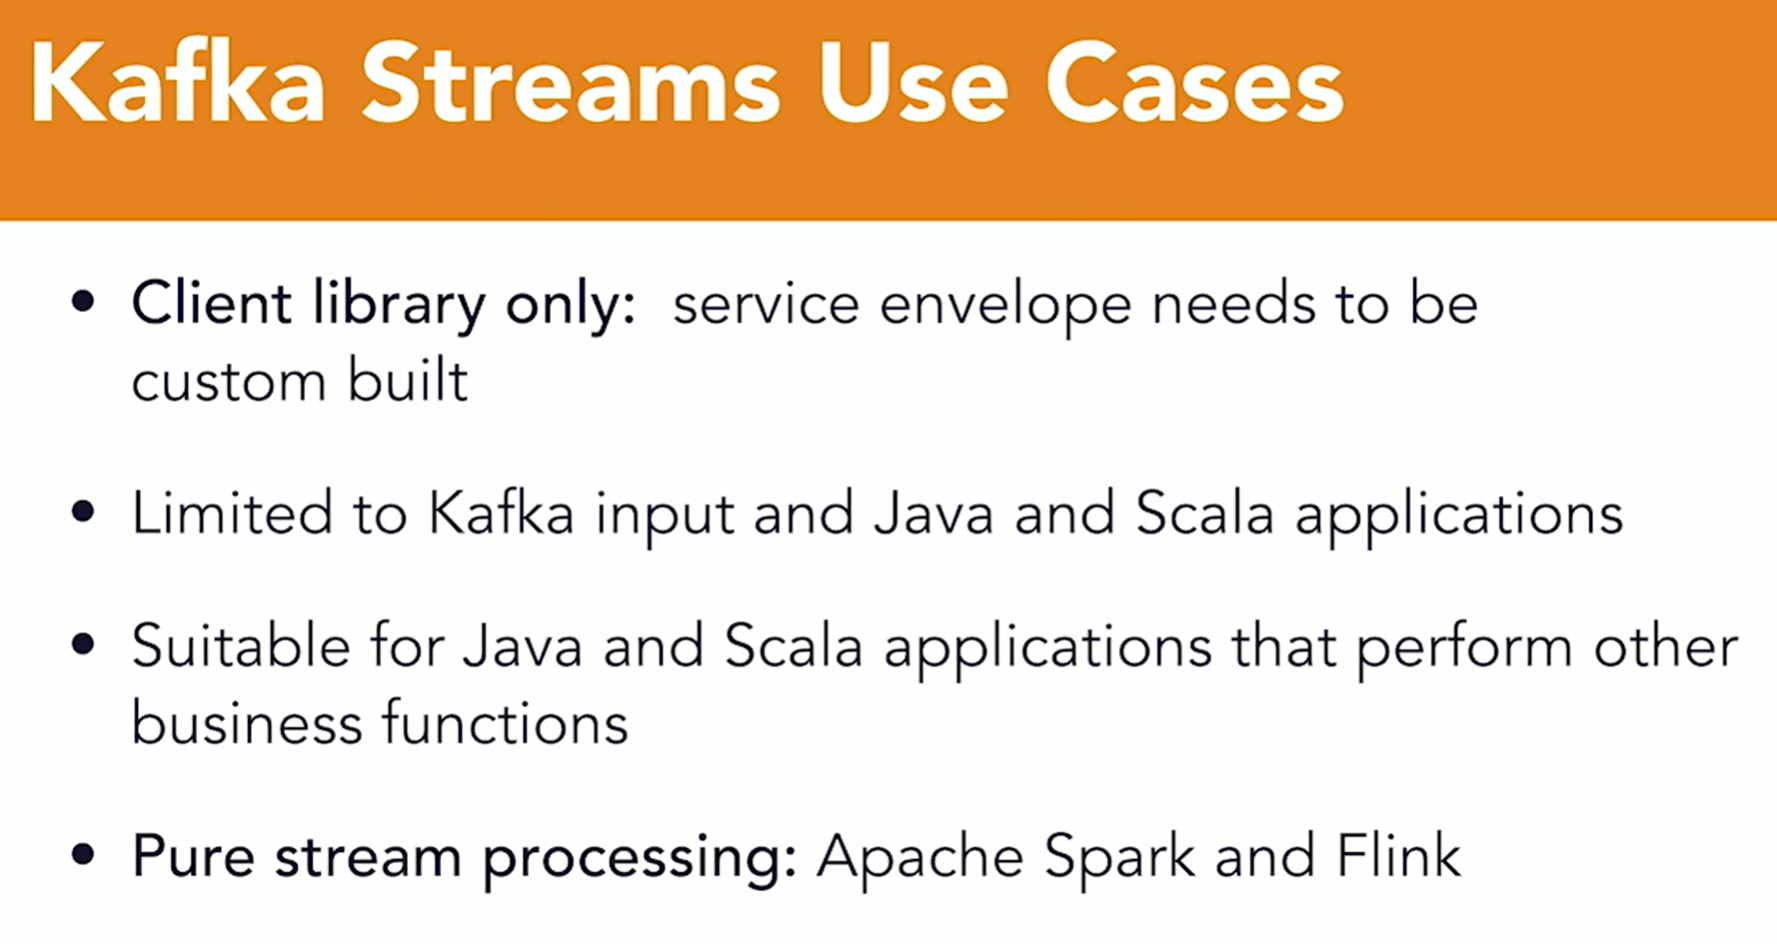 Kafka Streams Use Cases
• Client library only: service envelope needs to be
custom built
• Limited to Kafka input and Java and Scala applications
• Suitable for Java and Scala applications that perform other
business functions
• Pure stream processing: Apache Spark and Flink